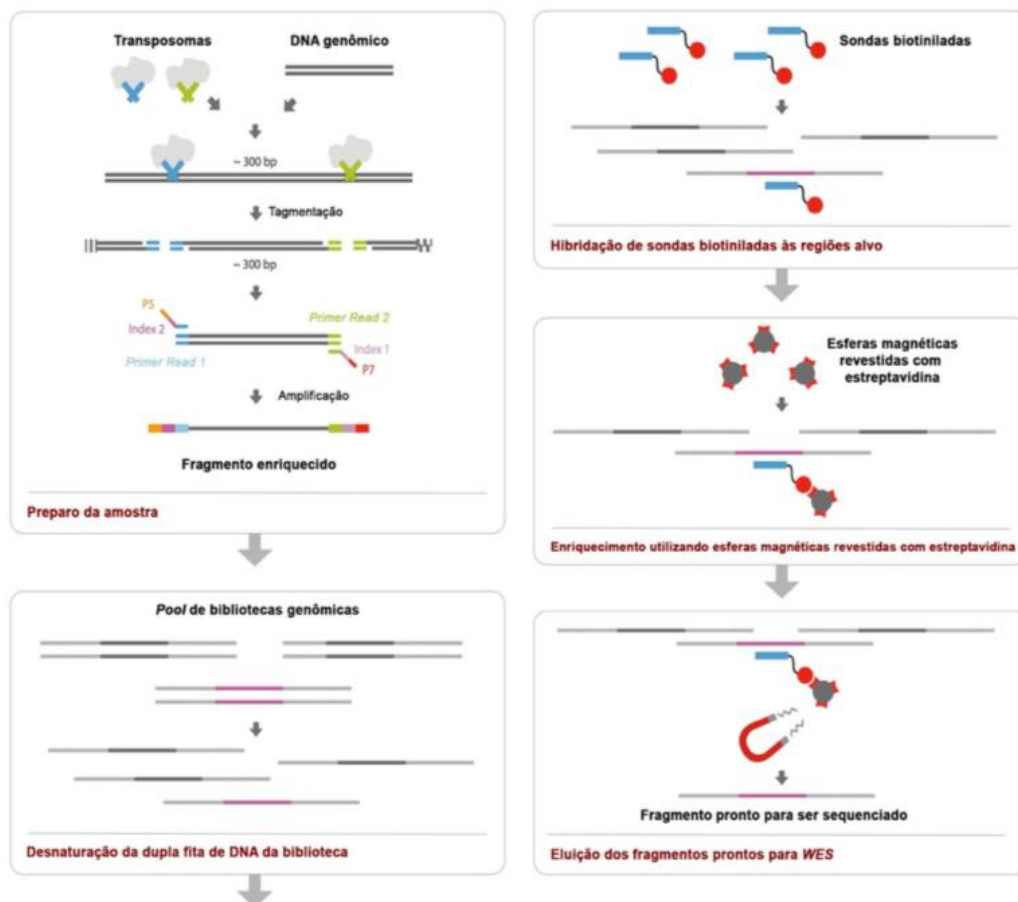 Transposomas
DNA genômico
~ 300 bp
Tagmentação
~ 300 bp
P5
Index 2
Primer Read 2
Primer Read 1
Index 1
P7
Amplificação
Fragmento enriquecido
Preparo da amostra
Pool de bibliotecas genômicas
Desnaturação da dupla fita de DNA da biblioteca
Sondas biotiniladas
Hibridação de sondas biotiniladas às regiões alvo
Esferas magnéticas
revestidas com
estreptavidina
Enriquecimento utilizando esferas magnéticas revestidas com estreptavidina
Fragmento pronto para ser sequenciado
Eluição dos fragmentos prontos para WES